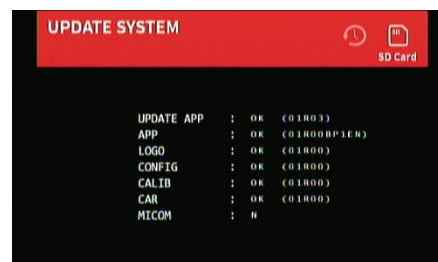 UPDATE SYSTEM
SD
SD Card
UPDATE APP : OK (01R03)
APP : OK (01R00BP1EN)
LOGO : OK (01R00)
CONFIG : OK (01R00)
CALIB : OK (01R00)
CAR : OK (01R00)
MICOM : N